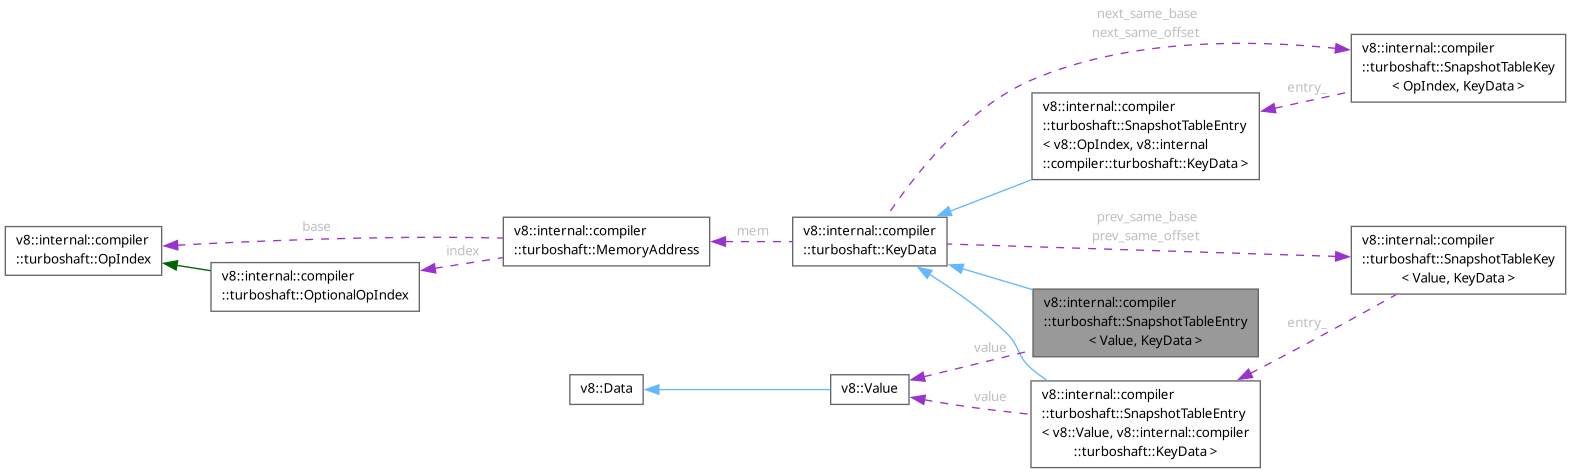 next_same_base
next_same_offset
v8::internal::compiler
::turboshaft::SnapshotTableKey
< OpIndex, KeyData >
entry_
v8::internal::compiler
::turboshaft::SnapshotTableEntry
< v8::OpIndex, v8::internal
::compiler::turboshaft::KeyData >
v8::internal::compiler
::turboshaft::OpIndex
base
index
v8::internal::compiler
::turboshaft::OptionalOpIndex
v8::internal::compiler
::turboshaft::MemoryAddress
mem
v8::internal::compiler
::turboshaft::KeyData
prev_same_base
prev_same_offset
v8::internal::compiler
::turboshaft::SnapshotTableKey
< Value, KeyData >
v8::internal::compiler
::turboshaft::SnapshotTableEntry
< Value, KeyData >
entry_
value
v8::Data
v8::Value
value
v8::internal::compiler
::turboshaft::SnapshotTableEntry
< v8::Value, v8::internal::compiler
::turboshaft::KeyData >